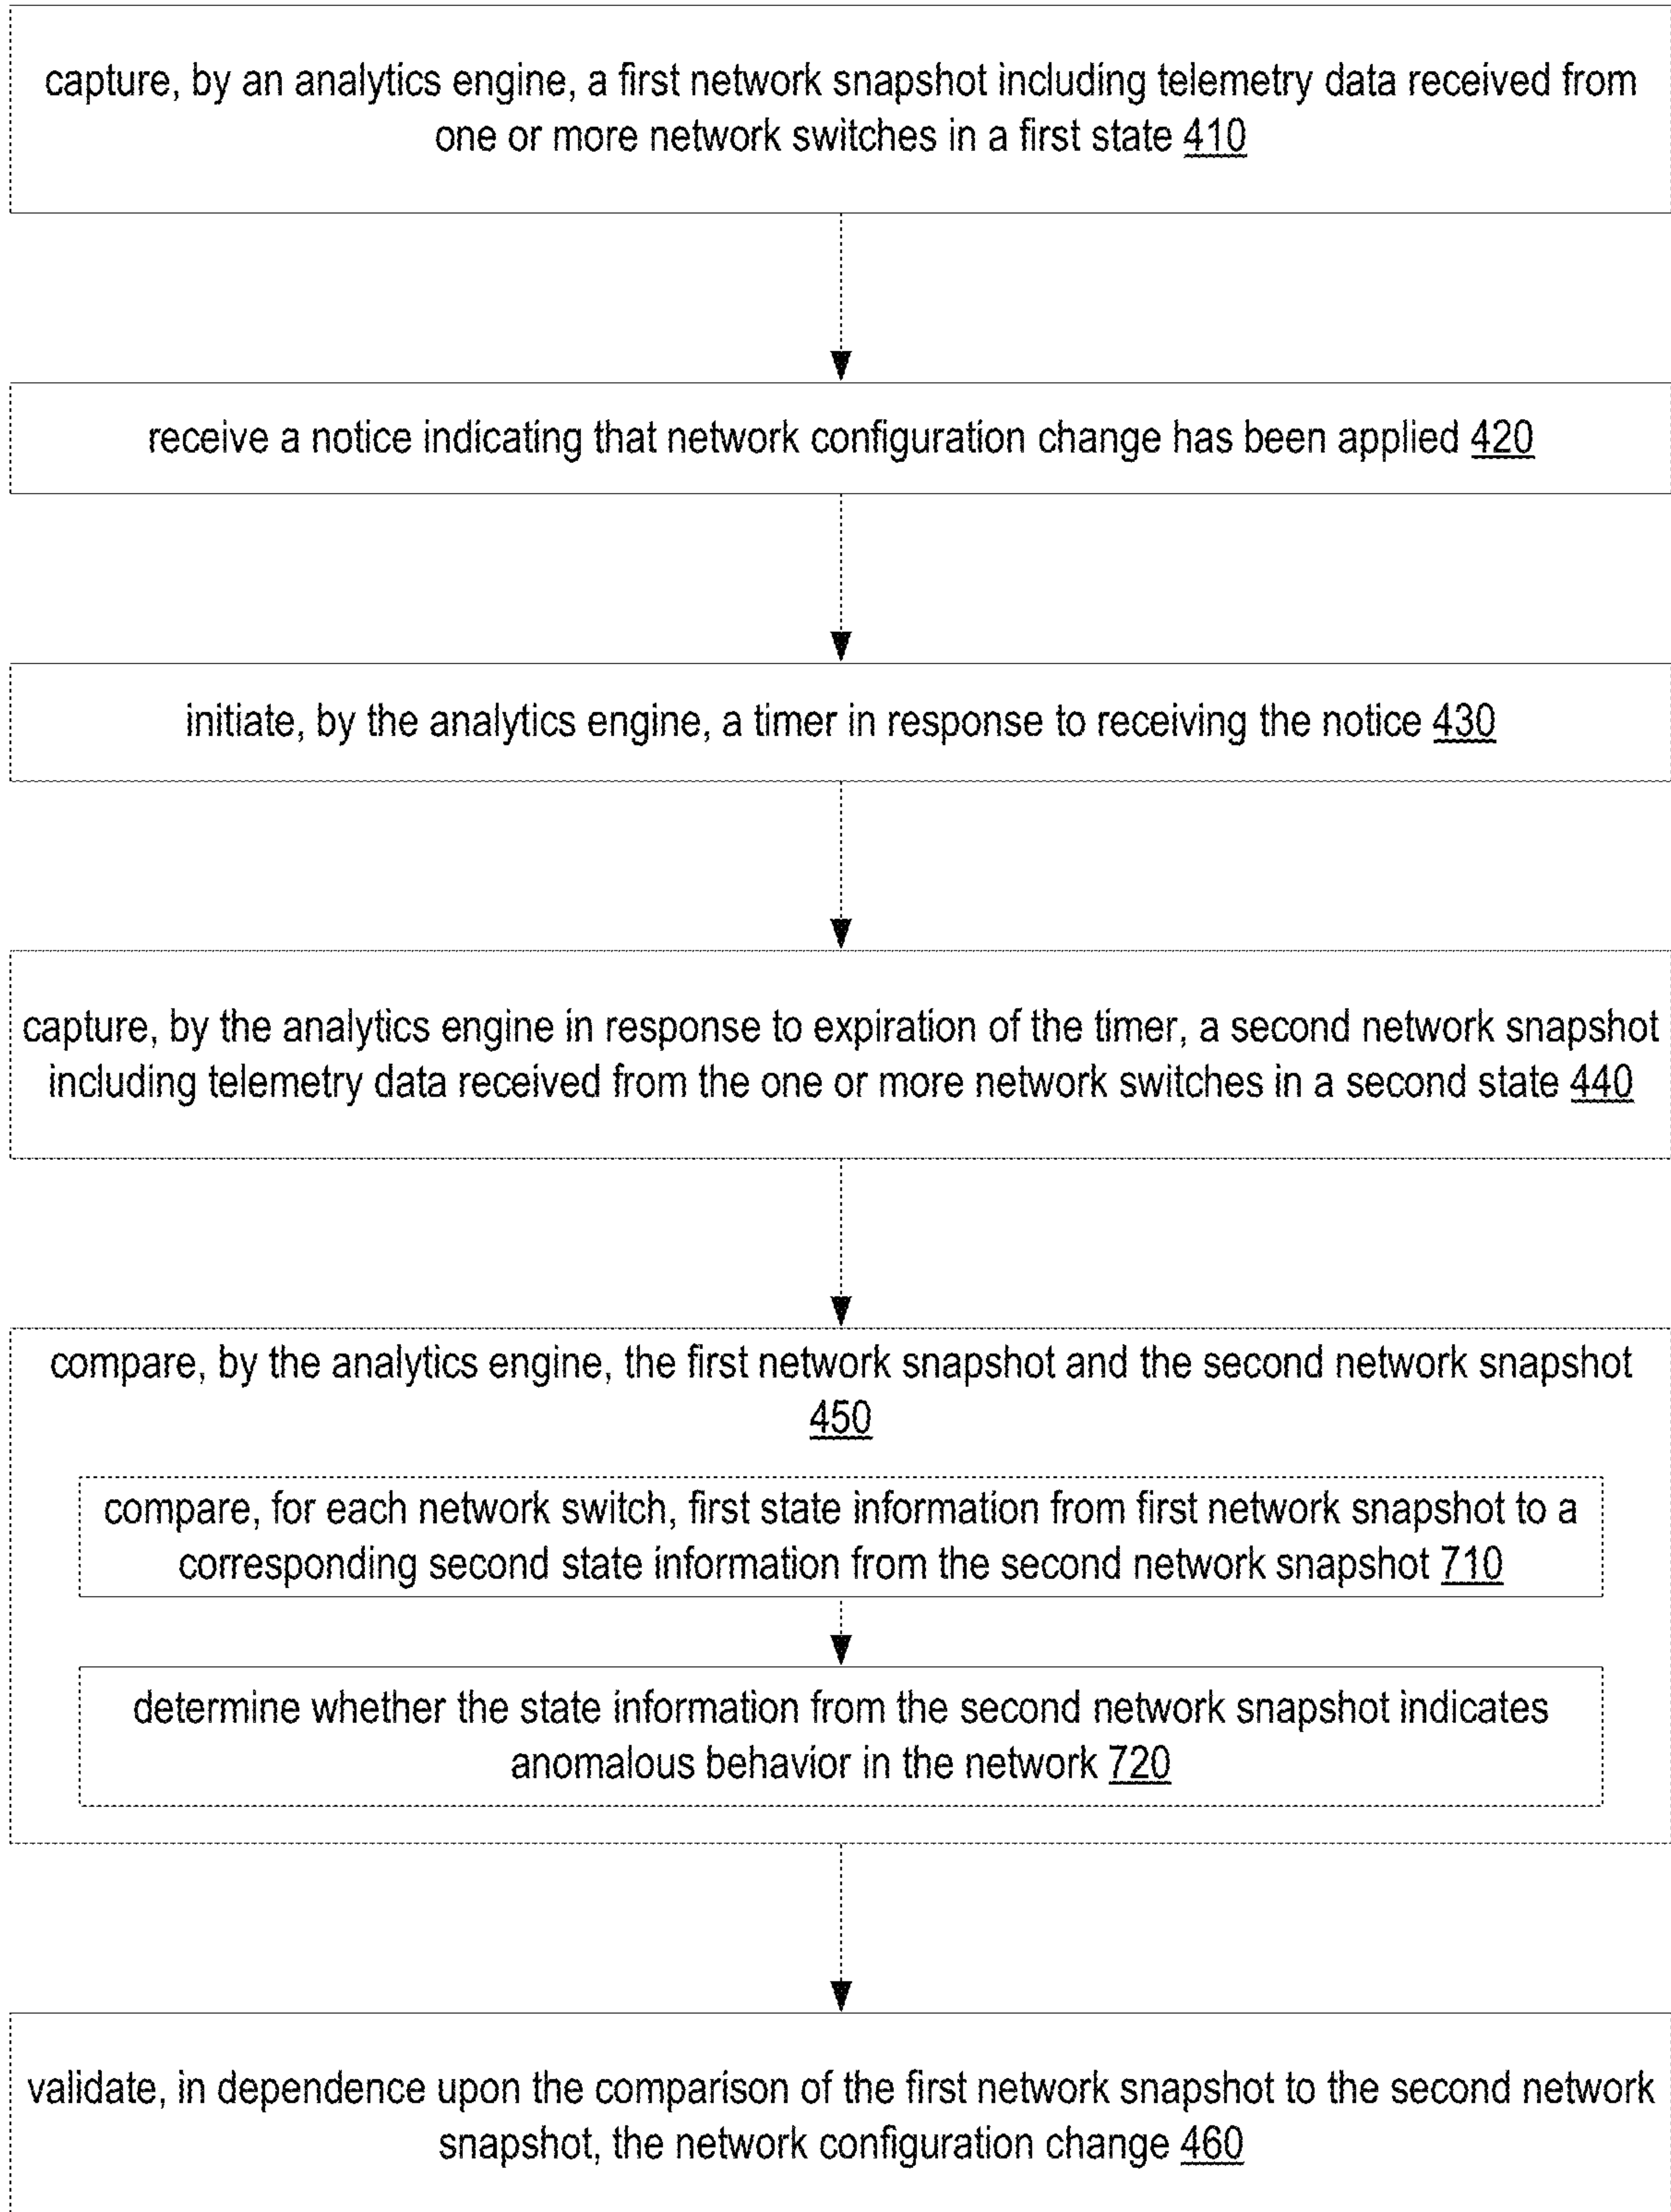 capture, by an analytics engine, a first network snapshot including telemetry data received from
one or more network switches in a first state 410
receive a notice indicating that network configuration change has been applied 420
initiate, by the analytics engine, a timer in response to receiving the notice 430
capture, by the analytics engine in response to expiration of the timer, a second network snapshot
including telemetry data received from the one or more network switches in a second state 440
compare, by the analytics engine, the first network snapshot and the second network snapshot
450
compare, for each network switch, first state information from first network snapshot to a
corresponding second state information from the second network snapshot 710
determine whether the state information from the second network snapshot indicates
anomalous behavior in the network 720
validate, in dependence upon the comparison of the first network snapshot to the second network
snapshot, the network configuration change 460